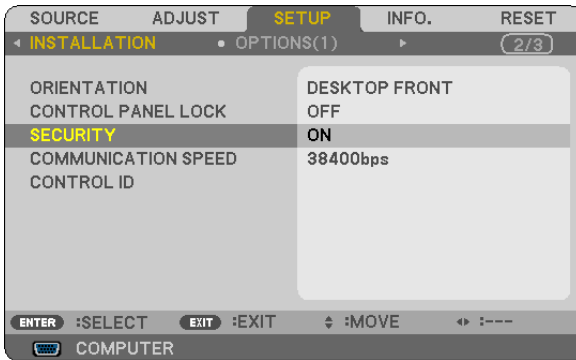 SOURCE ADJUST SETUP INFO. RESET
INSTALLATION • OPTIONS(1) (2/3)
ORIENTATION DESKTOP FRONT
CONTROL PANEL LOCK OFF
SECURITY ON
COMMUNICATION SPEED 38400bps
CONTROL ID
ENTER :SELECT EXIT :EXIT :MOVE :---
COMPUTER